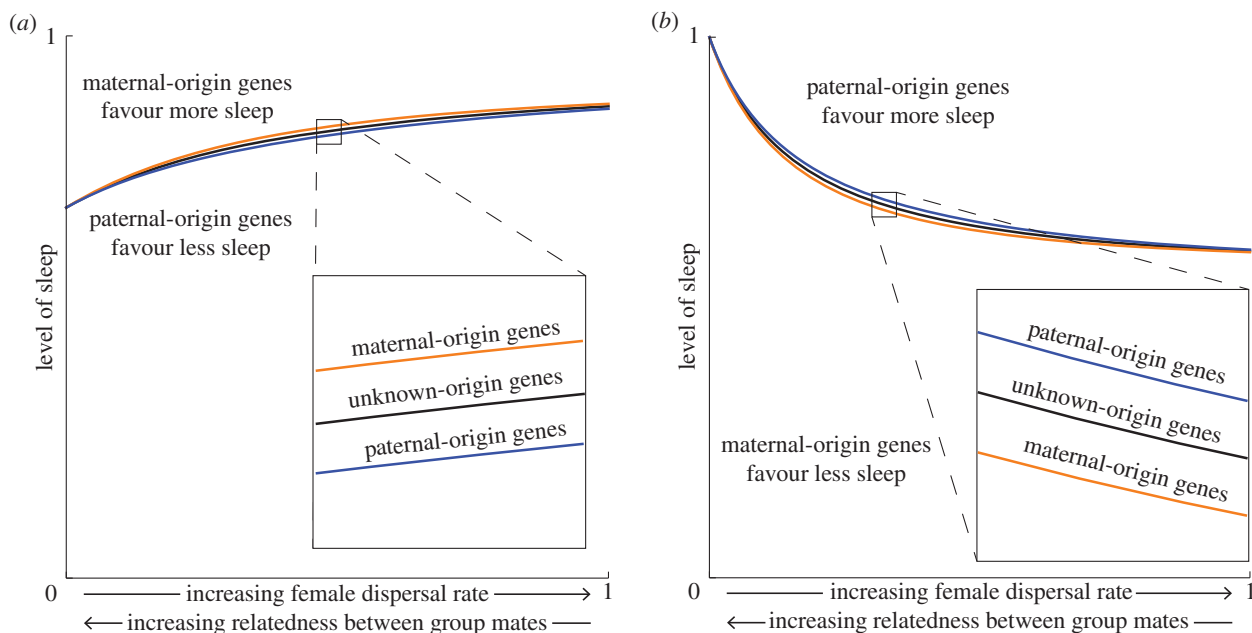 (a)
1
maternal-origin genes
favour more sleep
paternal-origin genes
favour less sleep
level of sleep
maternal-origin genes
unknown-origin genes
paternal-origin genes
0
increasing female dispersal rate
1
increasing relatedness between group mates
(b)
1
paternal-origin genes
favour more sleep
level of sleep
paternal-origin genes
unknown-origin genes
maternal-origin genes
maternal-origin genes
favour less sleep
0
increasing female dispersal rate
1
increasing relatedness between group mates